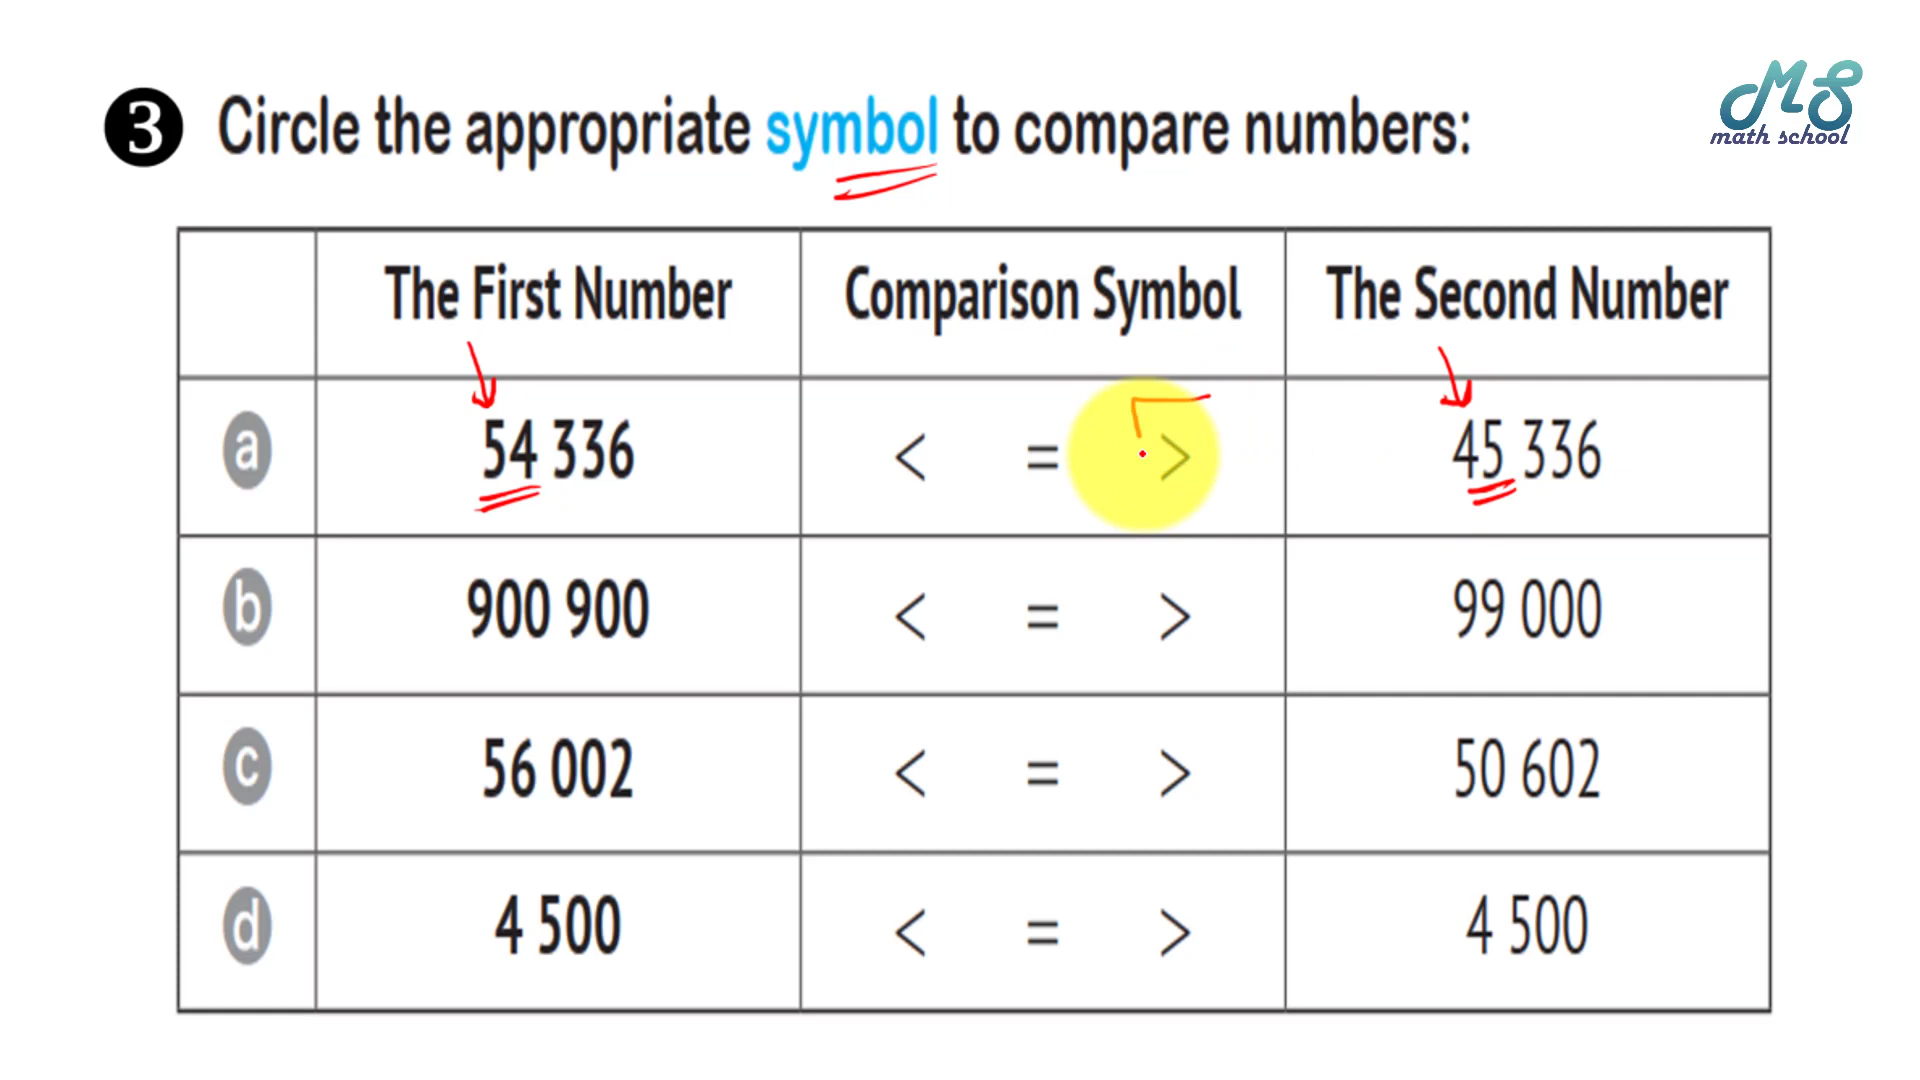 MS
math school
3 Circle the appropriate symbol to compare numbers:
The First Number Comparison Symbol The Second Number
a 54 336 < = > 45 336
b 900 900 < = > 99 000
c 56 002 < = > 50 602
d 4 500 < = > 4 500